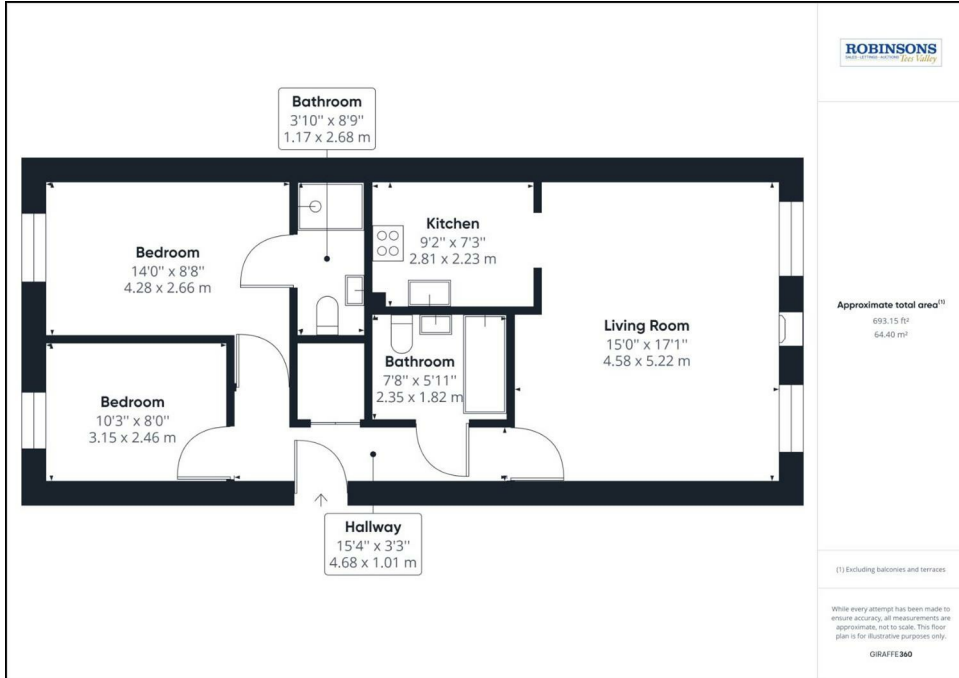 ROBINSONS
SALES · LETTINGS · AUCTIONS Tees Valley
Bathroom
3'10" x 8'9"
1.17 x 2.68 m
Kitchen
9'2" x 7'3"
2.81 x 2.23 m
Bedroom
14'0" x 8'8"
4.28 x 2.66 m
Living Room
15'0" x 17'1"
4.58 x 5.22 m
Bathroom
7'8" x 5'11"
2.35 x 1.82 m
Bedroom
10'3" x 8'0"
3.15 x 2.46 m
Hallway
15'4" x 3'3"
4.68 x 1.01 m
Approximate total area(1)
693.15 ft²
64.40 m²
(1) Excluding balconies and terraces
While every attempt has been made to
ensure accuracy, all measurements are
approximate, not to scale. This floor
plan is for illustrative purposes only.
GIRAFFE360